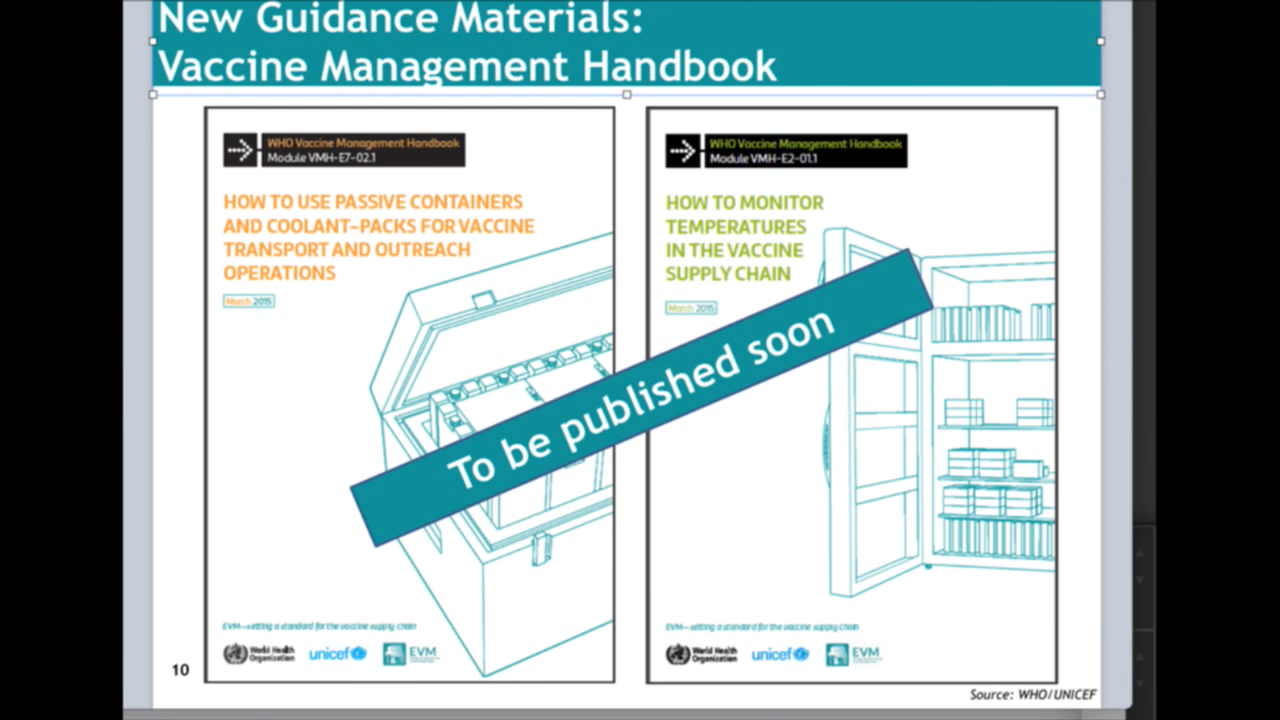 New Guidance Materials:
Vaccine Management Handbook
WHO Vaccine Management Handbook
Module VMH-E7-02.1
HOW TO USE PASSIVE CONTAINERS
AND COOLANT-PACKS FOR VACCINE
TRANSPORT AND OUTREACH
OPERATIONS
March 2015
EVM—setting a standard for the vaccine supply chain
World Health
Organization
unicef
EVM
WHO Vaccine Management Handbook
Module VMH-E2-01.1
HOW TO MONITOR
TEMPERATURES
IN THE VACCINE
SUPPLY CHAIN
March 2015
To be published soon
EVM—setting a standard for the vaccine supply chain
World Health
Organization
unicef
EVM
10
Source: WHO/UNICEF